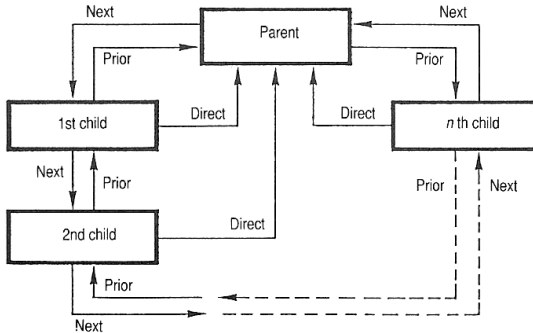 Next
Parent
Next
Prior
Prior
1st child
Direct
Direct
n th child
Next
Prior
Prior
Next
2nd child
Direct
Prior
Next